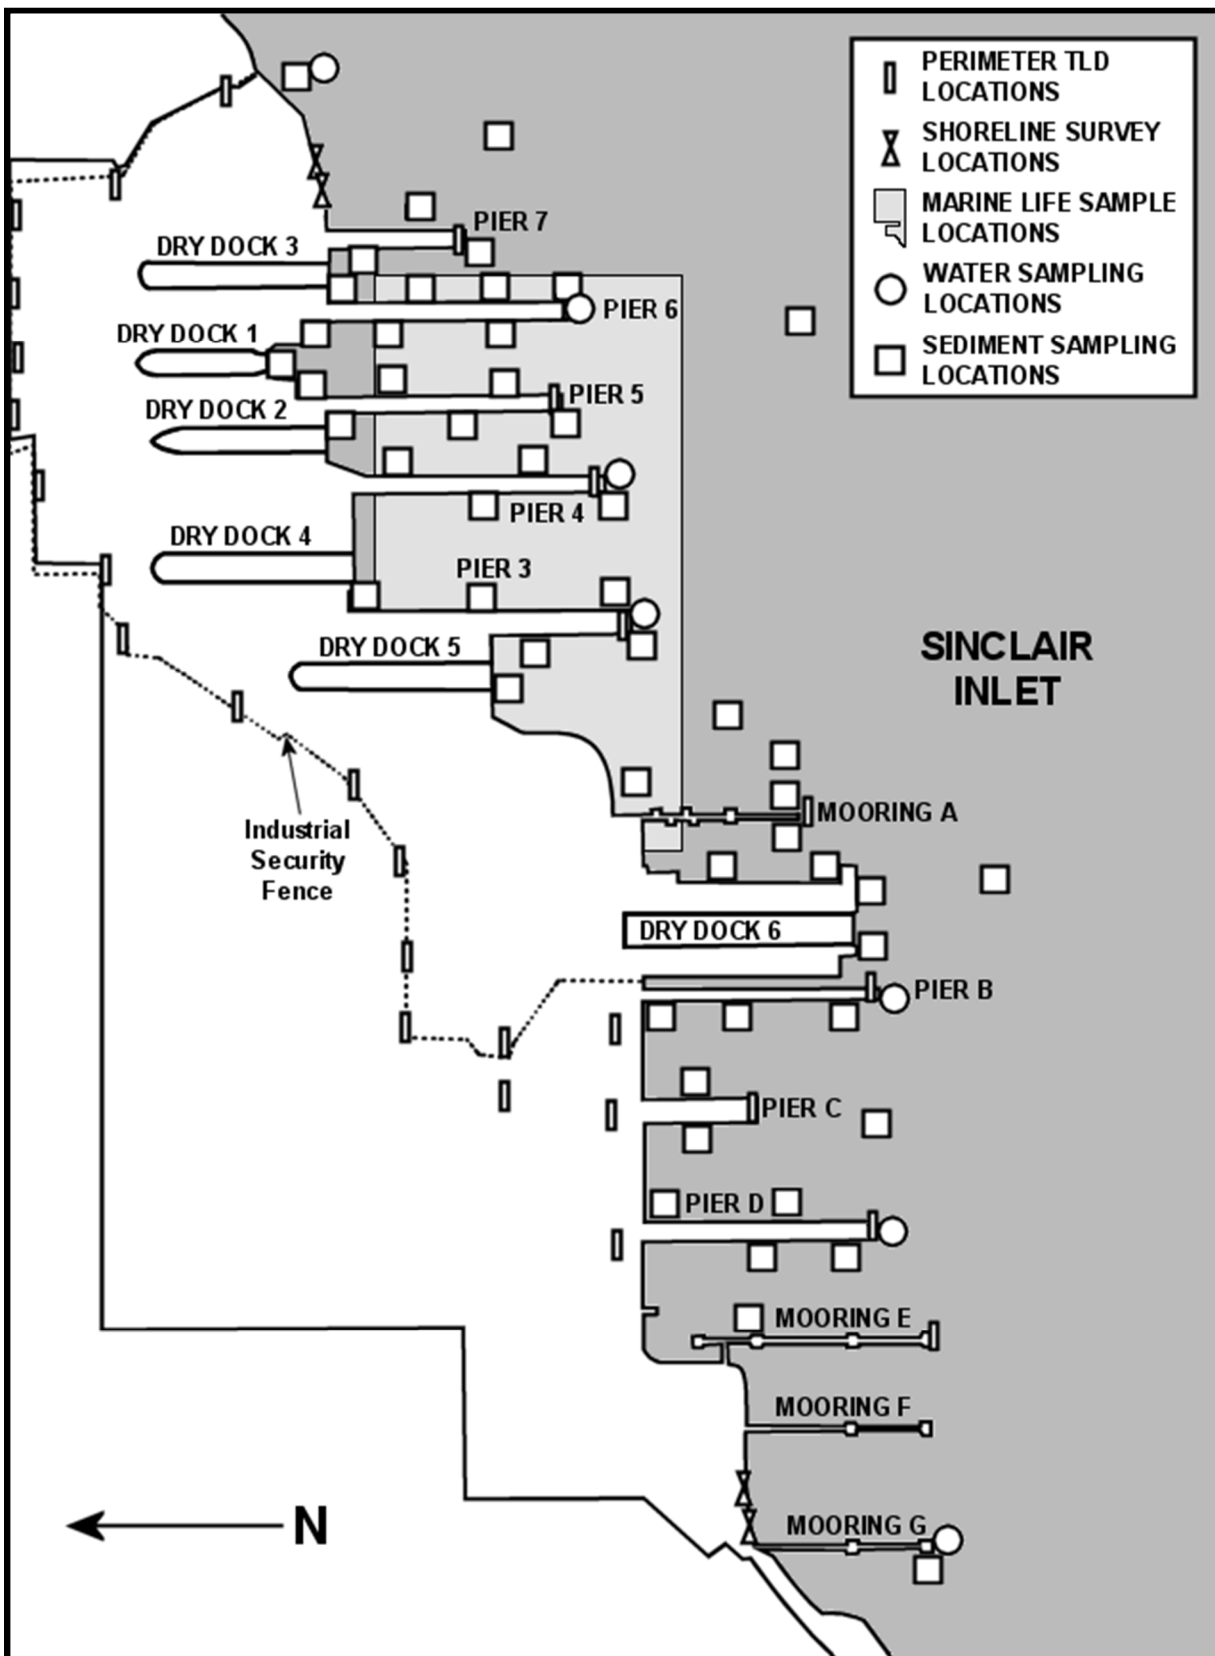 PERIMETER TLD
LOCATIONS
SHORELINE SURVEY
LOCATIONS
MARINE LIFE SAMPLE
LOCATIONS
WATER SAMPLING
LOCATIONS
SEDIMENT SAMPLING
LOCATIONS
PIER 7
DRY DOCK 3
PIER 6
DRY DOCK 1
PIER 5
DRY DOCK 2
PIER 4
DRY DOCK 4
PIER 3
DRY DOCK 5
SINCLAIR
INLET
MOORING A
Industrial
Security
Fence
DRY DOCK 6
PIER B
PIER C
PIER D
MOORING E
MOORING F
MOORING G
N